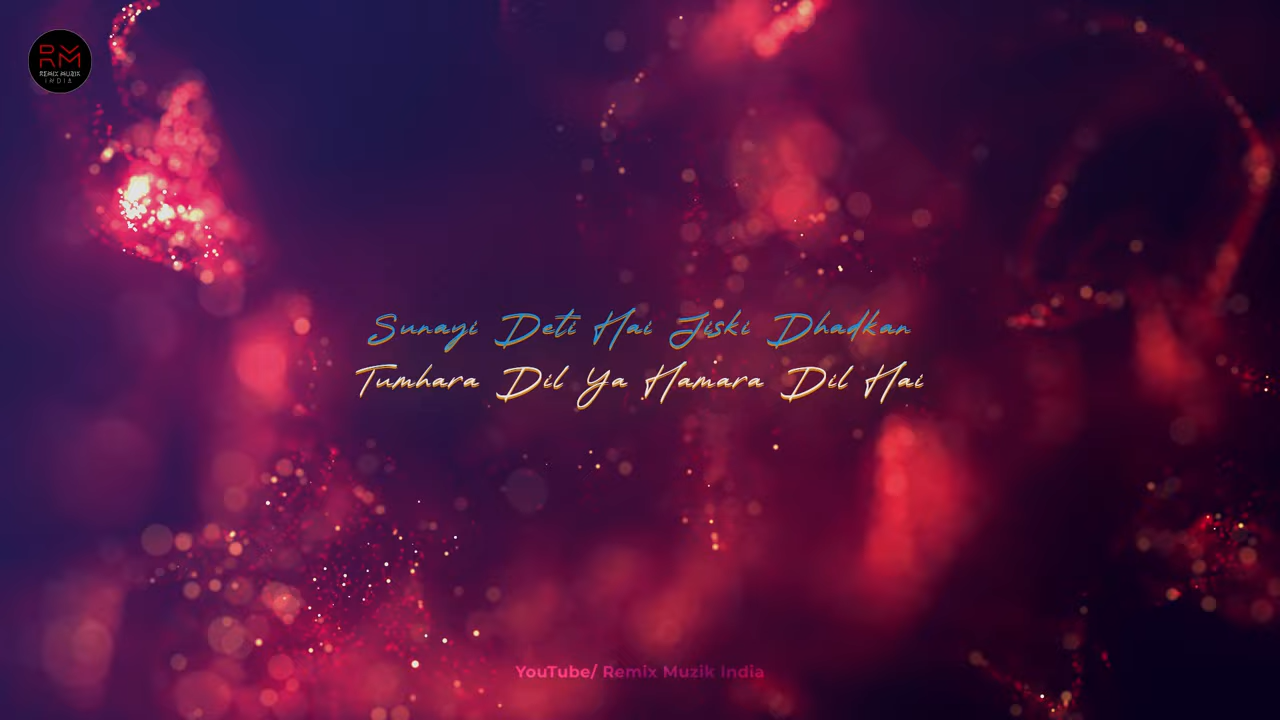 RM
RM
REMIX MUZIK
INDIA
Sunayi Deti Hai Jiski Dhadkan
Tumhara Dil Ya Hamara Dil Hai
YouTube/ Remix Muzik India